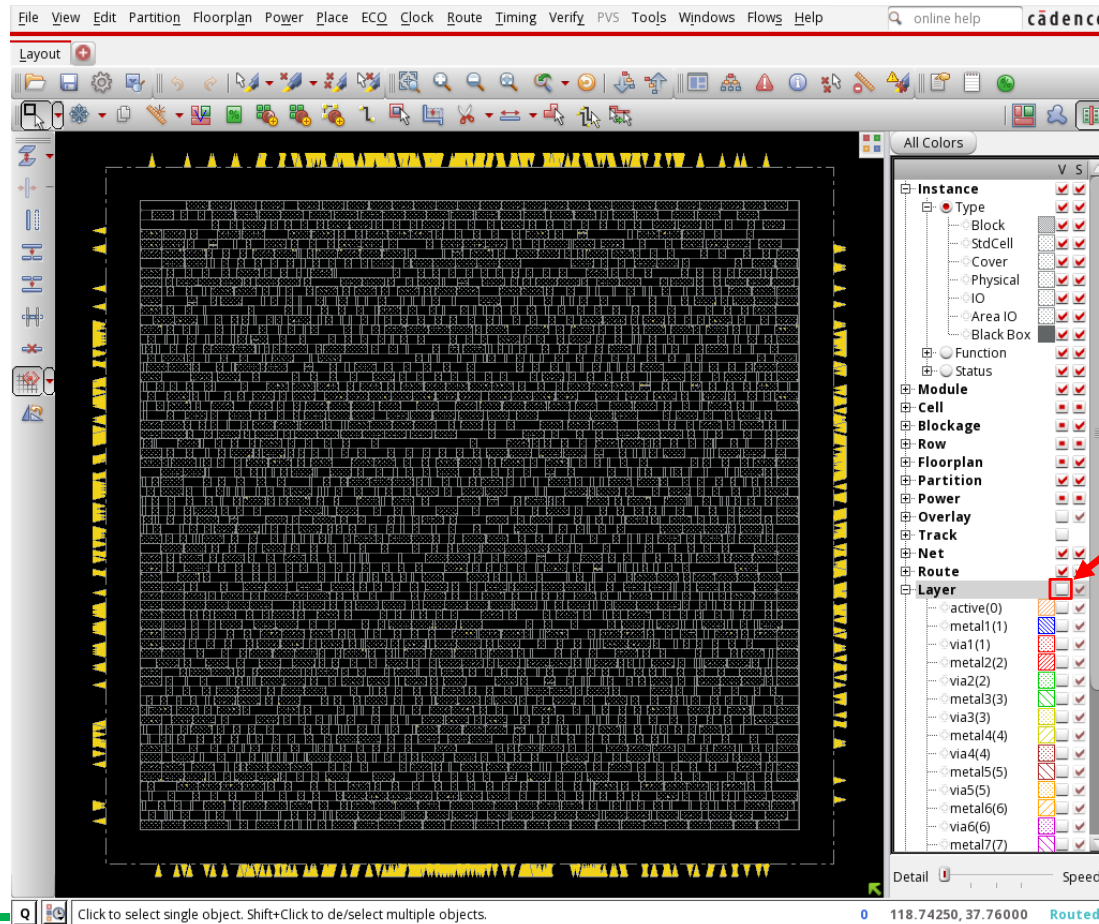 File View Edit Partition Floorplan Power Place ECO Clock Route Timing Verify PVS Tools Windows Flows Help online help cādence
Layout
All Colors
V S
Instance
Type
Block
StdCell
Cover
Physical
IO
Area IO
Black Box
Function
Status
Module
Cell
Blockage
Row
Floorplan
Partition
Power
Overlay
Track
Net
Route
Layer
active(0)
metal1(1)
via1(1)
metal2(2)
via2(2)
metal3(3)
via3(3)
metal4(4)
via4(4)
metal5(5)
via5(5)
metal6(6)
via6(6)
metal7(7)
Detail Speed
Q Click to select single object. Shift+Click to de/select multiple objects. 0 118.74250, 37.76000 Routed